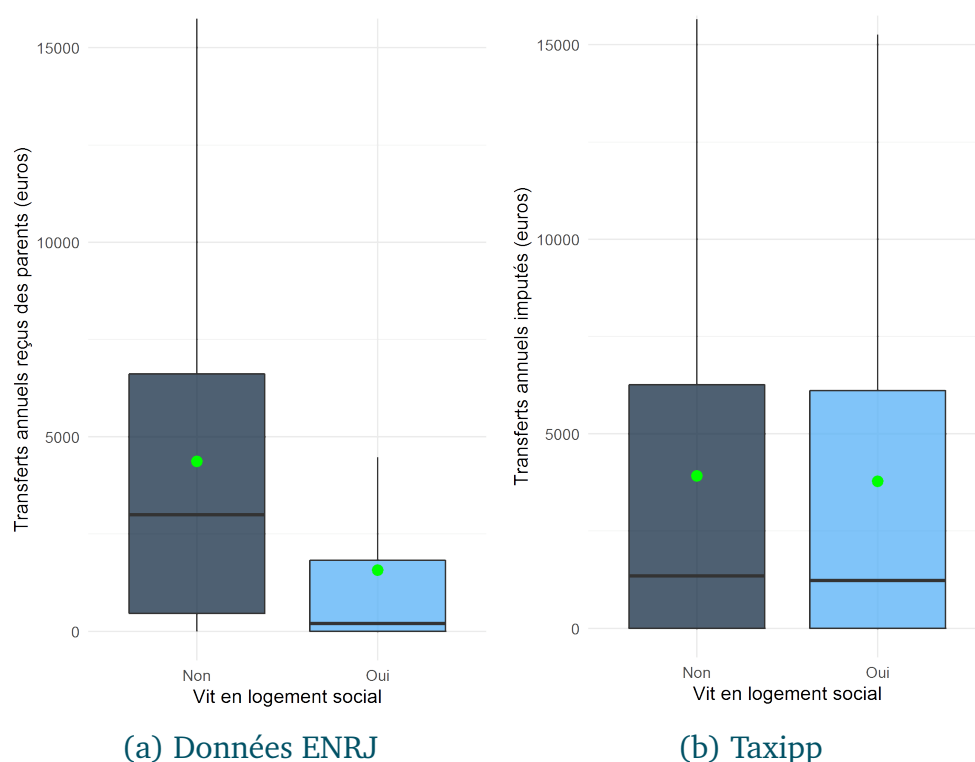 Transferts annuels reçus des parents (euros)
15000
10000
5000
0
Non
Oui
Vit en logement social
(a) Données ENRJ
Transferts annuels imputés (euros)
15000
10000
5000
0
Non
Oui
Vit en logement social
(b) Taxipp